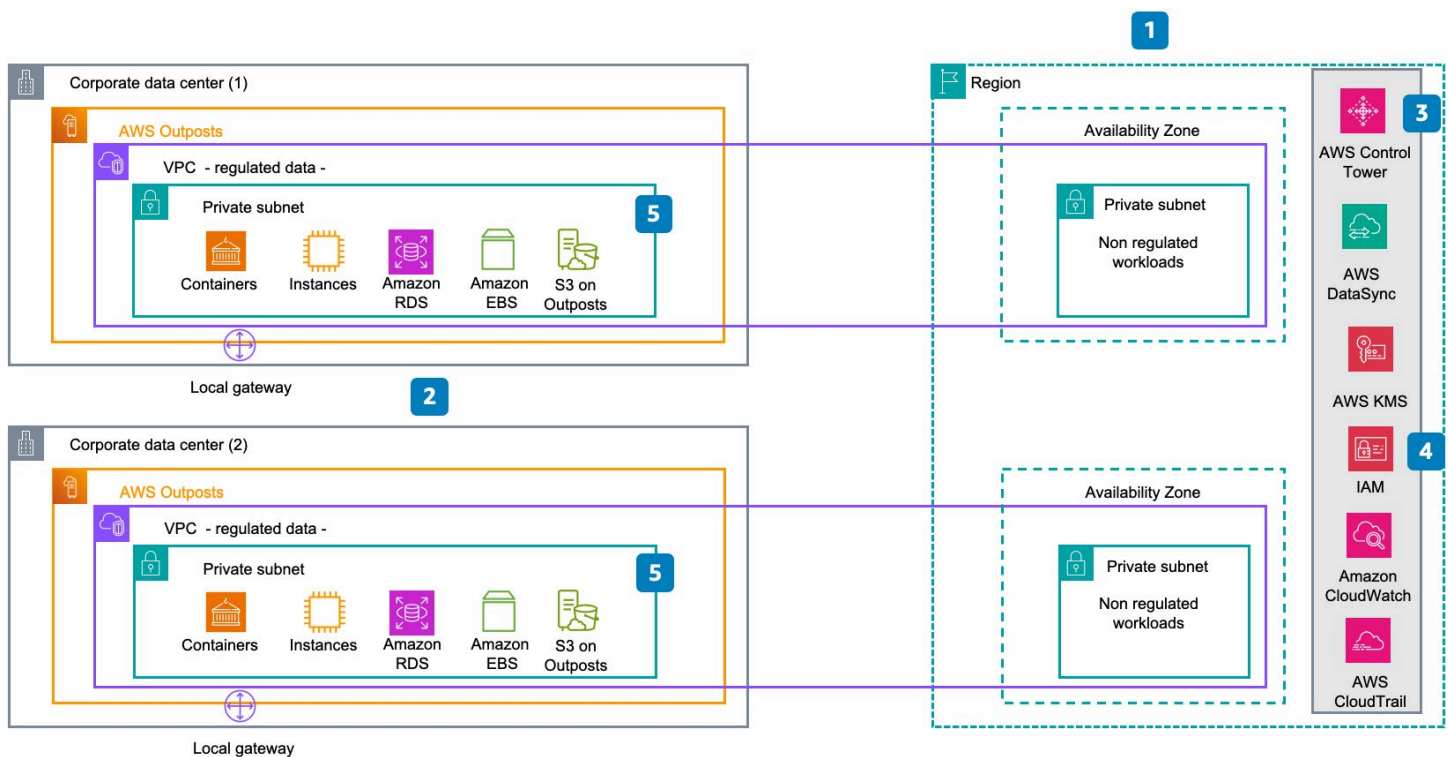 1
Corporate data center (1)
Region
AWS Outposts
Availability Zone
3
VPC - regulated data -
AWS Control
Tower
Private subnet
5
Private subnet
Non regulated
workloads
Containers
Instances
Amazon
RDS
Amazon
EBS
S3 on
Outposts
AWS
DataSync
Local gateway
2
AWS KMS
Corporate data center (2)
4
IAM
AWS Outposts
Availability Zone
VPC - regulated data -
Private subnet
5
Private subnet
Non regulated
workloads
Amazon
CloudWatch
Containers
Instances
Amazon
RDS
Amazon
EBS
S3 on
Outposts
AWS
CloudTrail
Local gateway